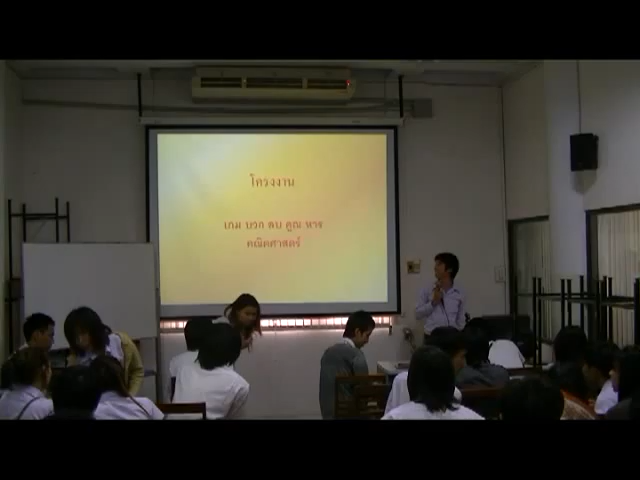 โครงงาน
เกม บวก ลบ คูณ หาร
คณิตศาสตร์